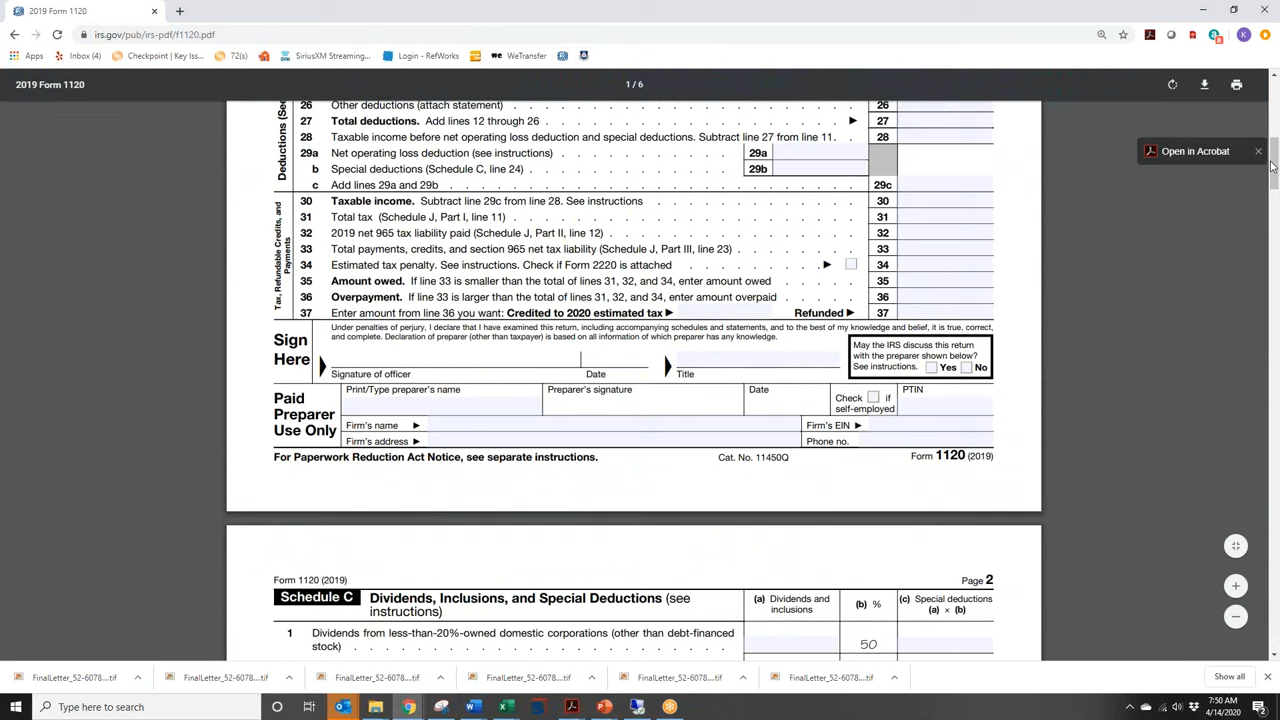 2019 Form 1120
irs.gov/pub/irs-pdf/f1120.pdf
Apps
Inbox (4)
Checkpoint | Key Iss...
72(s)
SiriusXM Streaming...
Login - RefWorks
WeTransfer
2019 Form 1120
1/6
Open in Acrobat
Deductions (See
26 Other deductions (attach statement) 26
27 Total deductions. Add lines 12 through 26 27
28 Taxable income before net operating loss deduction and special deductions. Subtract line 27 from line 11. 28
29a Net operating loss deduction (see instructions) 29a
b Special deductions (Schedule C, line 24) 29b
c Add lines 29a and 29b 29c
Tax, Refundable Credits, and Payments
30 Taxable income. Subtract line 29c from line 28. See instructions 30
31 Total tax (Schedule J, Part I, line 11) 31
32 2019 net 965 tax liability paid (Schedule J, Part II, line 12) 32
33 Total payments, credits, and section 965 net tax liability (Schedule J, Part III, line 23) 33
34 Estimated tax penalty. See instructions. Check if Form 2220 is attached 34
35 Amount owed. If line 33 is smaller than the total of lines 31, 32, and 34, enter amount owed 35
36 Overpayment. If line 33 is larger than the total of lines 31, 32, and 34, enter amount overpaid 36
37 Enter amount from line 36 you want: Credited to 2020 estimated tax Refunded 37
Sign
Here
Under penalties of perjury, I declare that I have examined this return, including accompanying schedules and statements, and to the best of my knowledge and belief, it is true, correct,
and complete. Declaration of preparer (other than taxpayer) is based on all information of which preparer has any knowledge.
Signature of officer Date Title
May the IRS discuss this return
with the preparer shown below?
See instructions. Yes No
Paid
Preparer
Use Only
Print/Type preparer's name Preparer's signature Date
Check if
self-employed
PTIN
Firm's name Firm's EIN
Firm's address Phone no.
For Paperwork Reduction Act Notice, see separate instructions. Cat. No. 11450Q Form 1120 (2019)
Form 1120 (2019) Page 2
Schedule C Dividends, Inclusions, and Special Deductions (see
instructions)
(a) Dividends and
inclusions
(b) %
(c) Special deductions
(a) × (b)
1 Dividends from less-than-20%-owned domestic corporations (other than debt-financed
stock) 50
FinalLetter_52-6078....tif
FinalLetter_52-6078....tif
FinalLetter_52-6078....tif
FinalLetter_52-6078....tif
FinalLetter_52-6078....tif
FinalLetter_52-6078....tif
Show all
Type here to search
7:50 AM
4/14/2020